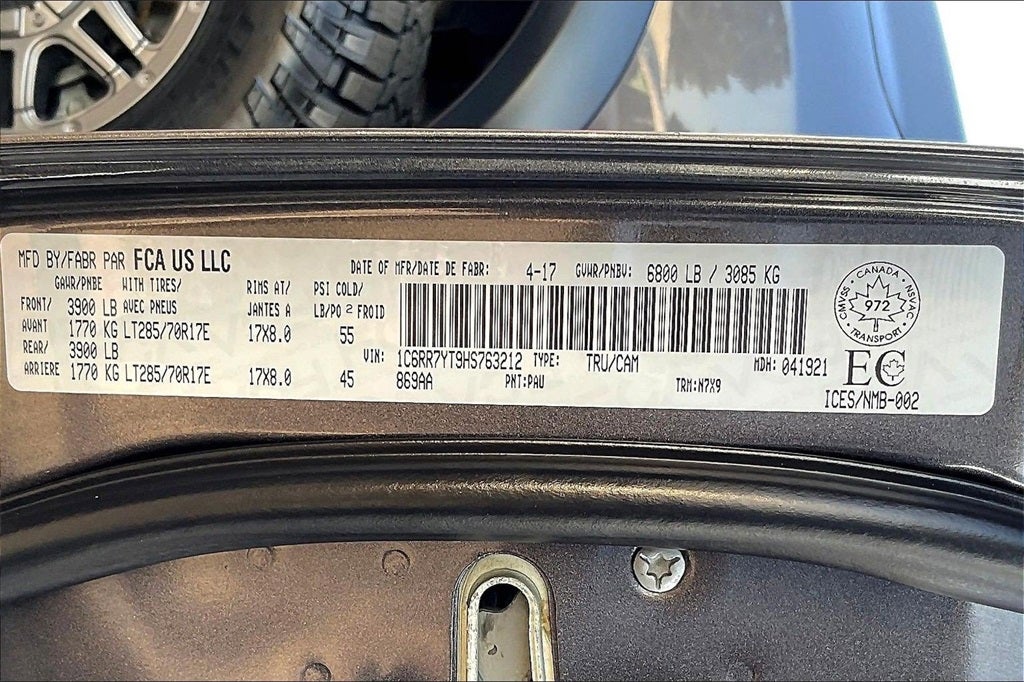 MFD BY/FABR PAR FCA US LLC DATE OF MFR/DATE DE FABR: 4-17 GVWR/PNBV: 6800 LB / 3085 KG
GAWR/PNBE WITH TIRES/ RIMS AT/ PSI COLD/
FRONT/ 3900 LB AVEC PNEUS JANTES A LB/PO² FROID
AVANT 1770 KG LT285/70R17E 17X8.0 55
REAR/ 3900 LB
ARRIERE 1770 KG LT285/70R17E 17X8.0 45
VIN: 1C6RR7YT9HS763212 TYPE: TRU/CAM MDH: 041921
869AA PNT: PAU TRM: N7X9
CANADA
CMVSS 972 NSVAC
TRANSPORT
EC
ICES/NMB-002